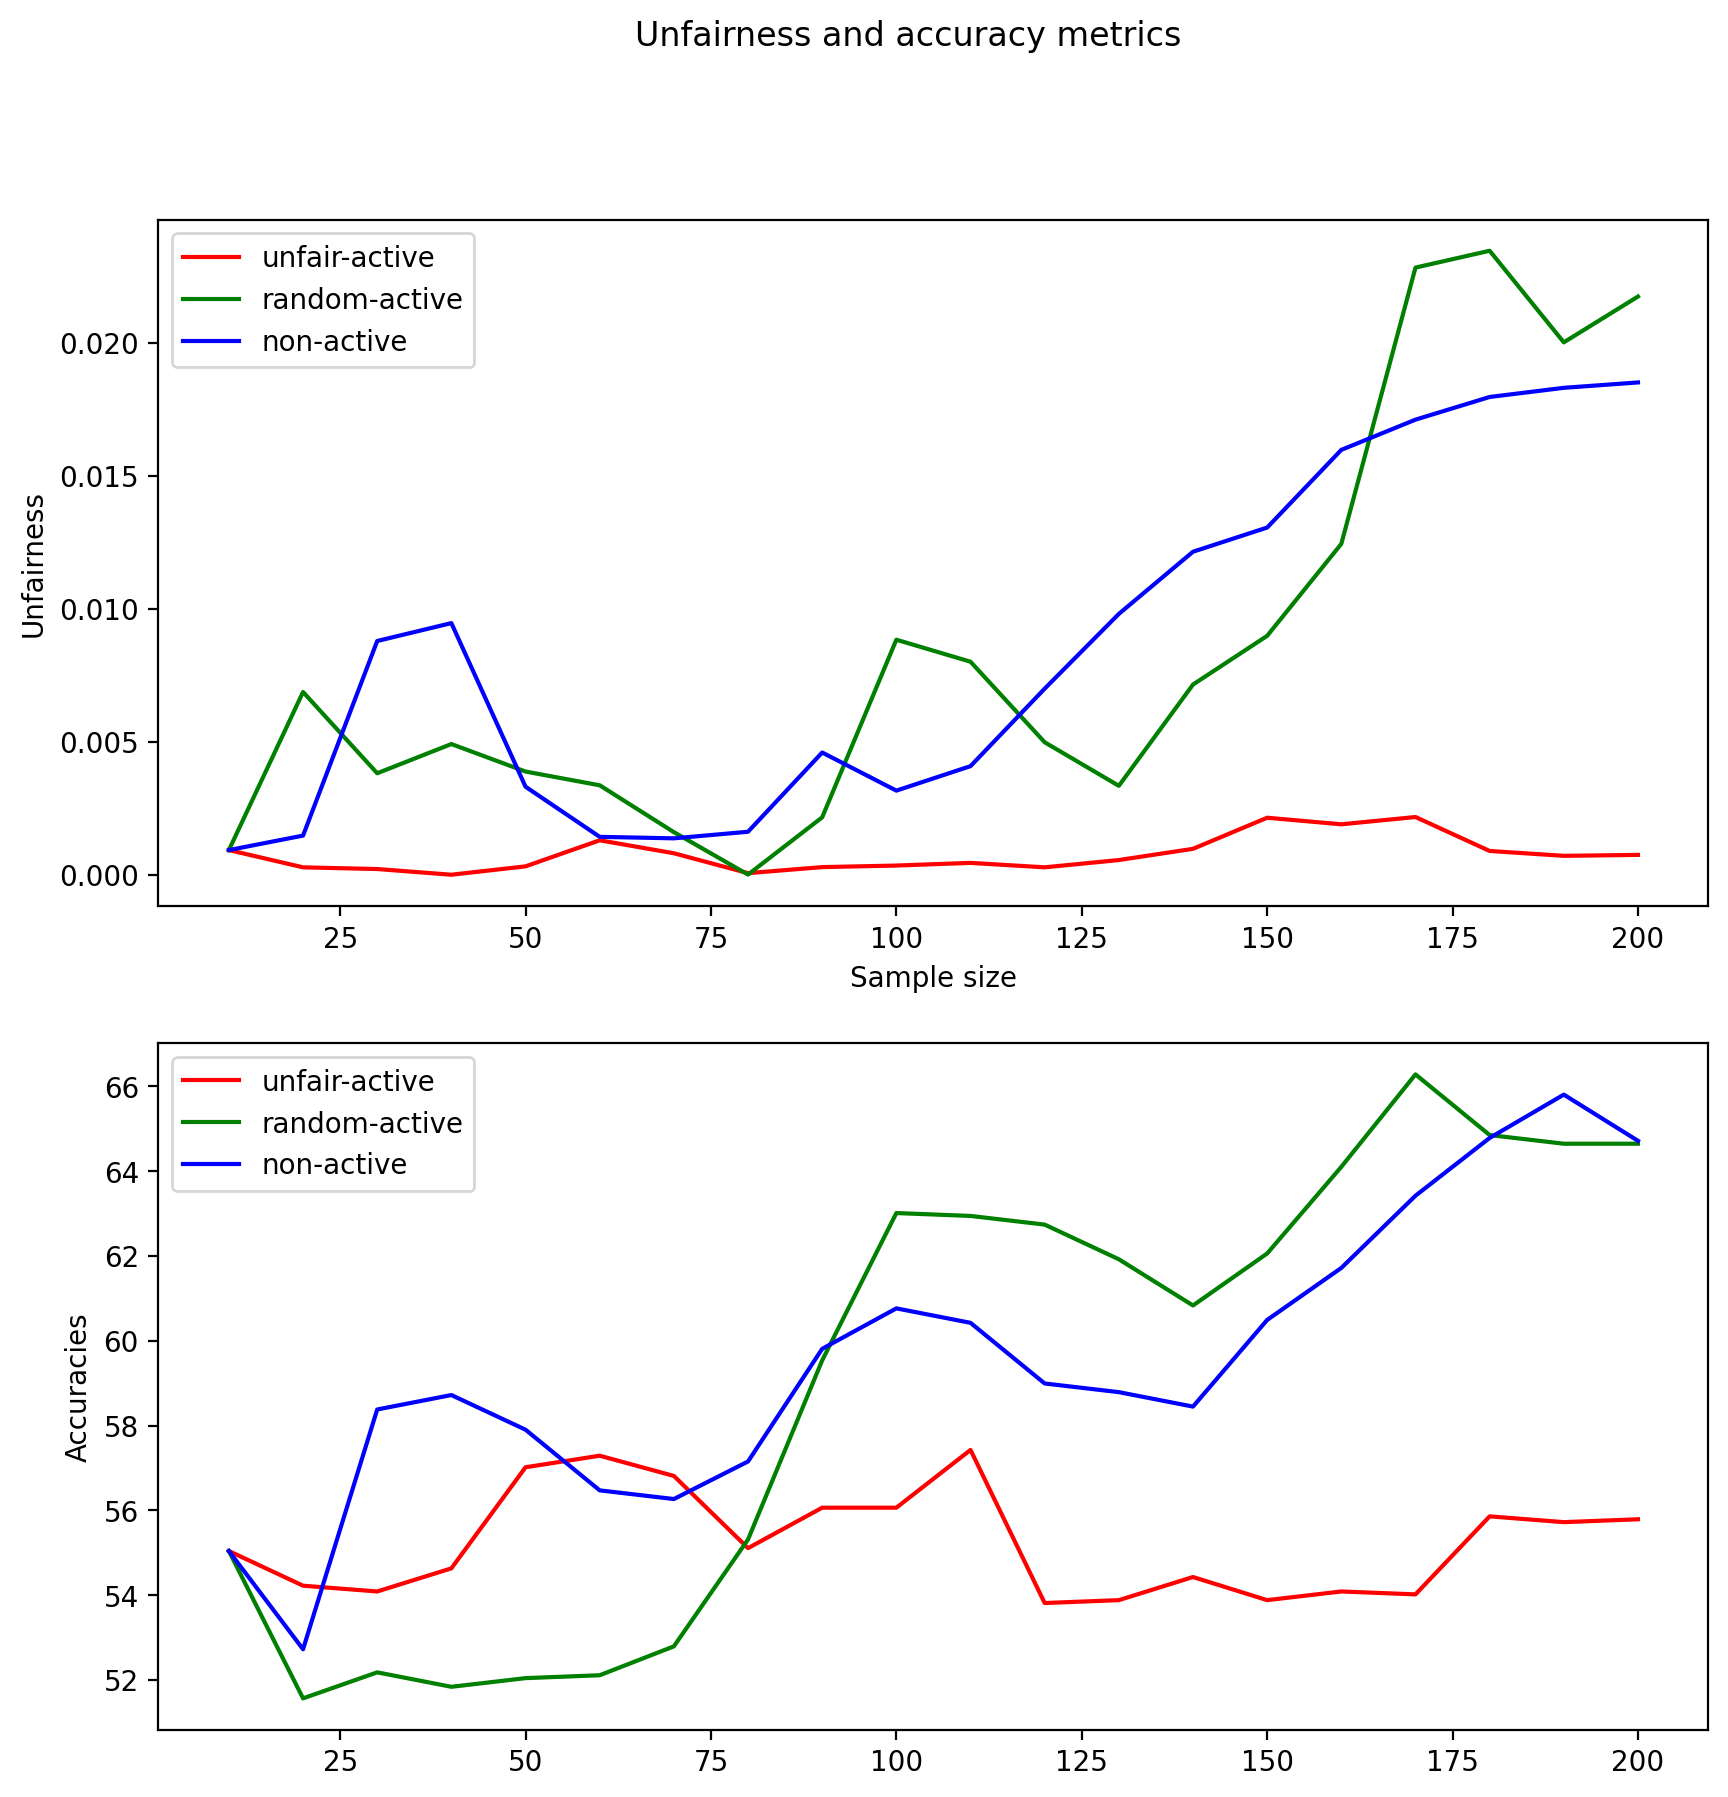 Unfairness and accuracy metrics
unfair-active
random-active
non-active
Unfairness
0.020
0.015
0.010
0.005
0.000
25 50 75 100 125 150 175 200
Sample size
unfair-active
random-active
non-active
Accuracies
66
64
62
60
58
56
54
52
25 50 75 100 125 150 175 200